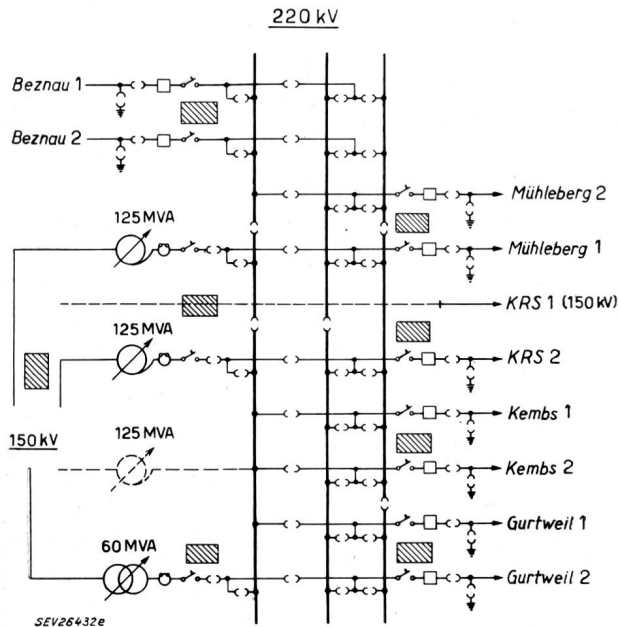 220 kV
Beznau 1
Beznau 2
Mühleberg 2
125 MVA
Mühleberg 1
KRS 1 (150 kV)
125 MVA
KRS 2
Kembs 1
150 kV
125 MVA
Kembs 2
Gurtweil 1
60 MVA
Gurtweil 2
SEV26432e